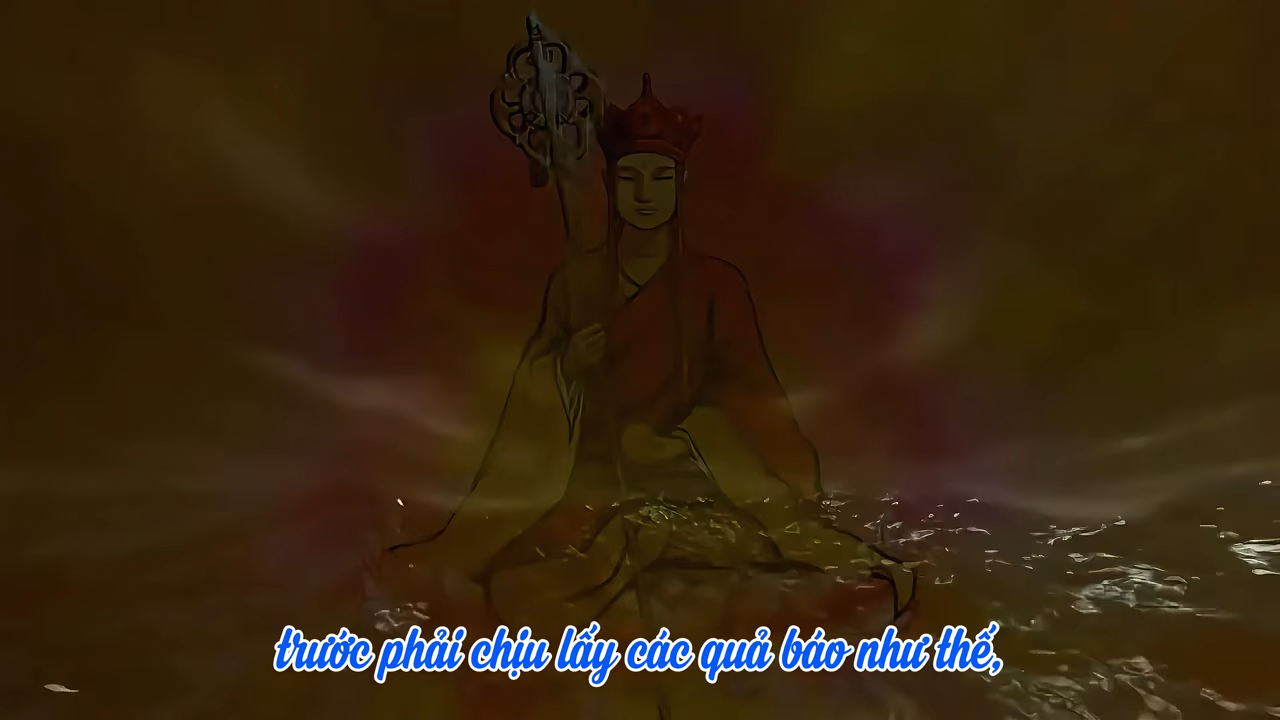 trước phải chịu lấy các quả báo như thế,